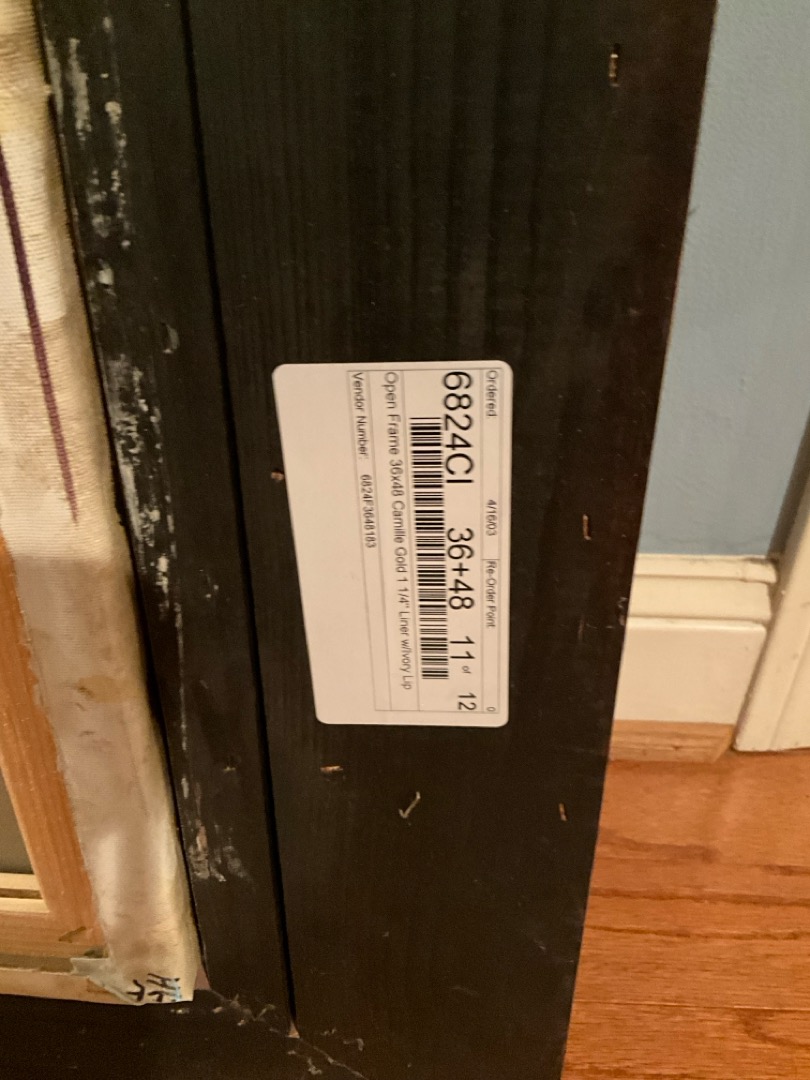 Ordered 4/16/03 Re-Order Point 0
6824CI 36+48 11 of 12
Open Frame 36x48 Camille Gold 1 1/4" Liner w/Ivory Lip
Vendor Number: 6824F3648183